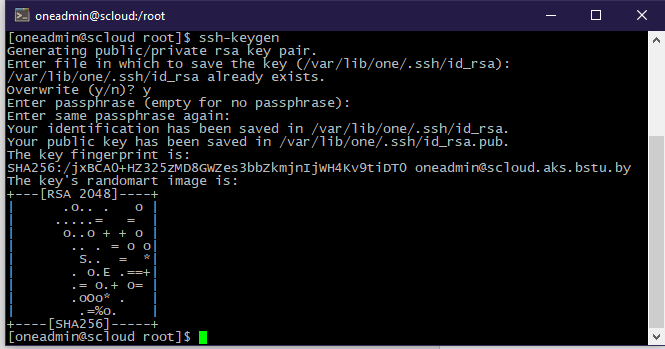 oneadmin@scloud:/root
[oneadmin@scloud root]$ ssh-keygen
Generating public/private rsa key pair.
Enter file in which to save the key (/var/lib/one/.ssh/id_rsa):
/var/lib/one/.ssh/id_rsa already exists.
Overwrite (y/n)? y
Enter passphrase (empty for no passphrase):
Enter same passphrase again:
Your identification has been saved in /var/lib/one/.ssh/id_rsa.
Your public key has been saved in /var/lib/one/.ssh/id_rsa.pub.
The key fingerprint is:
SHA256:/jxBCA0+HZ325zMD8GWZes3bbZkmjnIjWH4Kv9tiDT0 oneadmin@scloud.aks.bstu.by
The key's randomart image is:
+---[RSA 2048]----+
|      .o.. .   o |
|     .....=   =  |
|      o..o + + o |
|       .. . = o o|
|        S..  =  *|
|       . o.E .==+|
|       .= o.+ o= |
|       .oOo* .   |
|        .=%o.    |
+----[SHA256]-----+
[oneadmin@scloud root]$